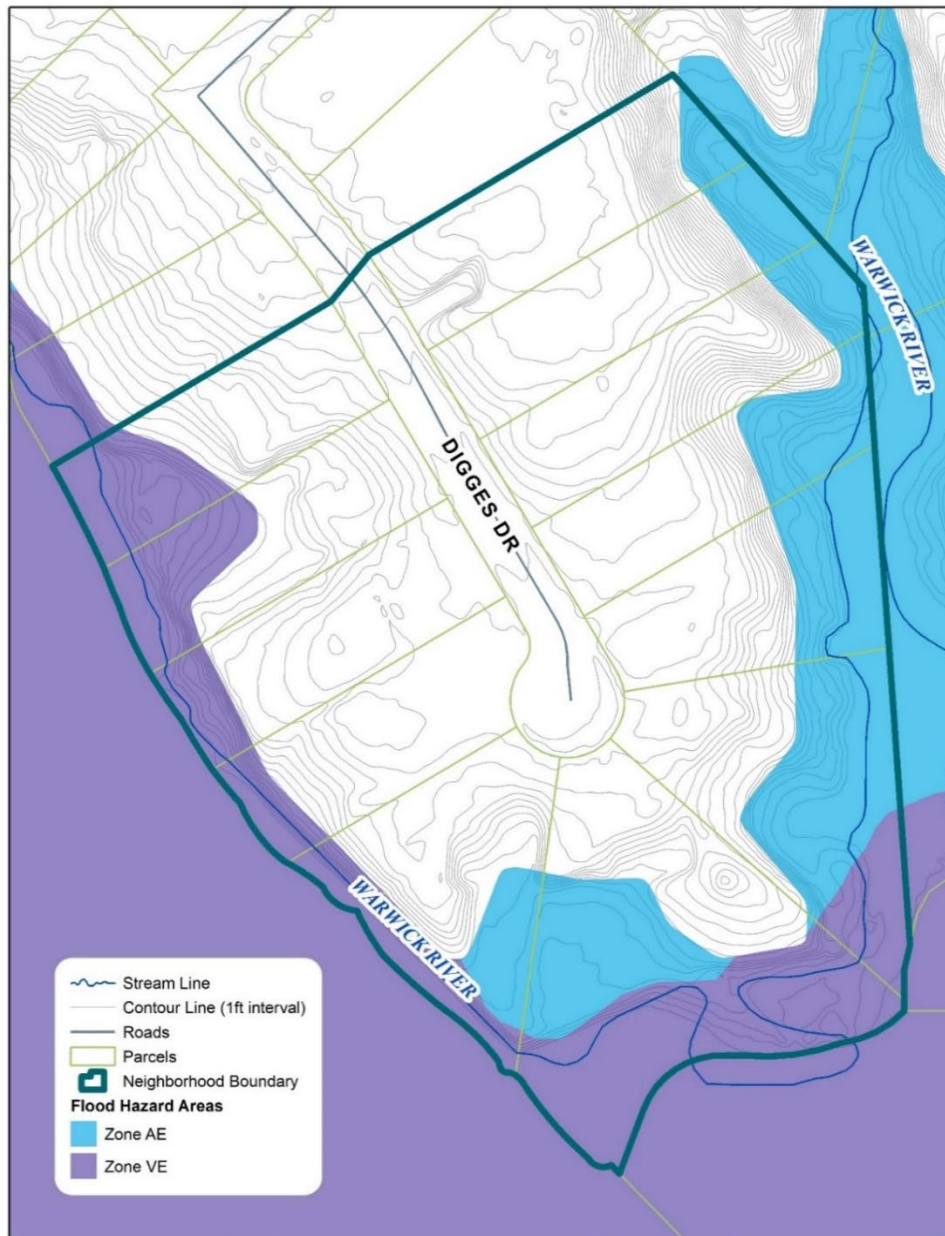 WARWICK RIVER
DIGGES DR
WARWICK RIVER
Stream Line
Contour Line (1ft interval)
Roads
Parcels
Neighborhood Boundary
Flood Hazard Areas
Zone AE
Zone VE